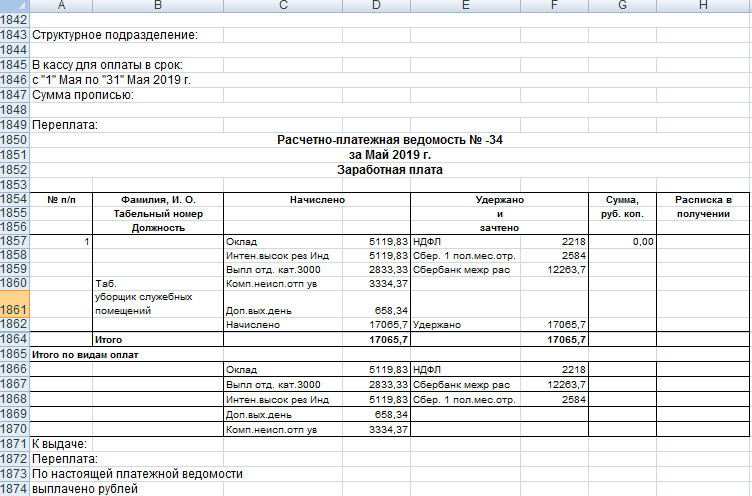 A B C D E F G H
1842
1843 Структурное подразделение:
1844
1845 В кассу для оплаты в срок:
1846 с "1" Мая по "31" Мая 2019 г.
1847 Сумма прописью:
1848
1849 Переплата:
1850 Расчетно-платежная ведомость № -34
1851 за Май 2019 г.
1852 Заработная плата
1853
1854 № п/п Фамилия, И. О. Начислено Удержано Сумма, Расписка в
1855 Табельный номер и руб. коп. получении
1856 Должность зачтено
1857 1 Оклад 5119,83 НДФЛ 2218 0,00
1858 Интен.высок рез Инд 5119,83 Сбер. 1 пол.мес.отр. 2584
1859 Выпл отд. кат.3000 2833,33 Сбербанк межр рас 12263,7
1860 Таб. Комп.неисп.отп ув 3334,37
уборщик служебных
1861 помещений Доп.вых.день 658,34
1862 Начислено 17065,7 Удержано 17065,7
1864 Итого 17065,7 17065,7
1865 Итого по видам оплат
1866 Оклад 5119,83 НДФЛ 2218
1867 Выпл отд. кат.3000 2833,33 Сбербанк межр рас 12263,7
1868 Интен.высок рез Инд 5119,83 Сбер. 1 пол.мес.отр. 2584
1869 Доп.вых.день 658,34
1870 Комп.неисп.отп ув 3334,37
1871 К выдаче:
1872 Переплата:
1873 По настоящей платежной ведомости
1874 выплачено рублей